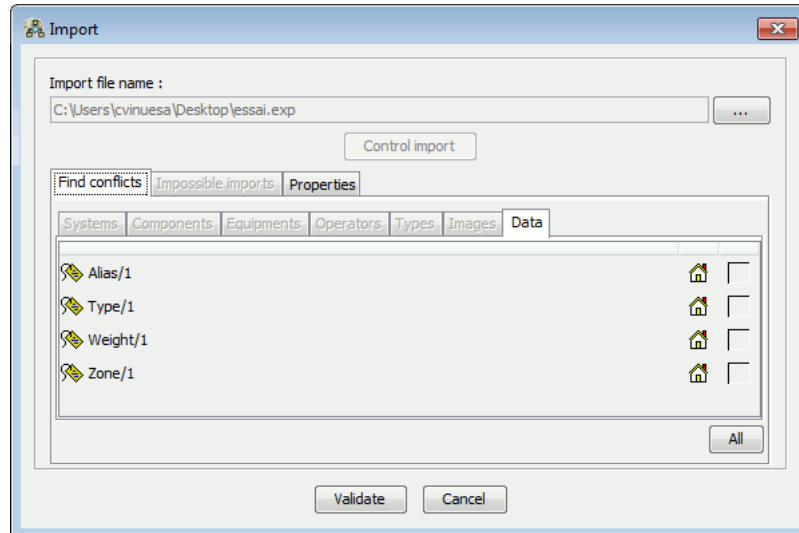 Import
Import file name :
C:\Users\cvinuesa\Desktop\essai.exp ...
Control import
Find conflicts Impossible imports Properties
Systems Components Equipments Operators Types Images Data
Alias/1
Type/1
Weight/1
Zone/1
All
Validate Cancel